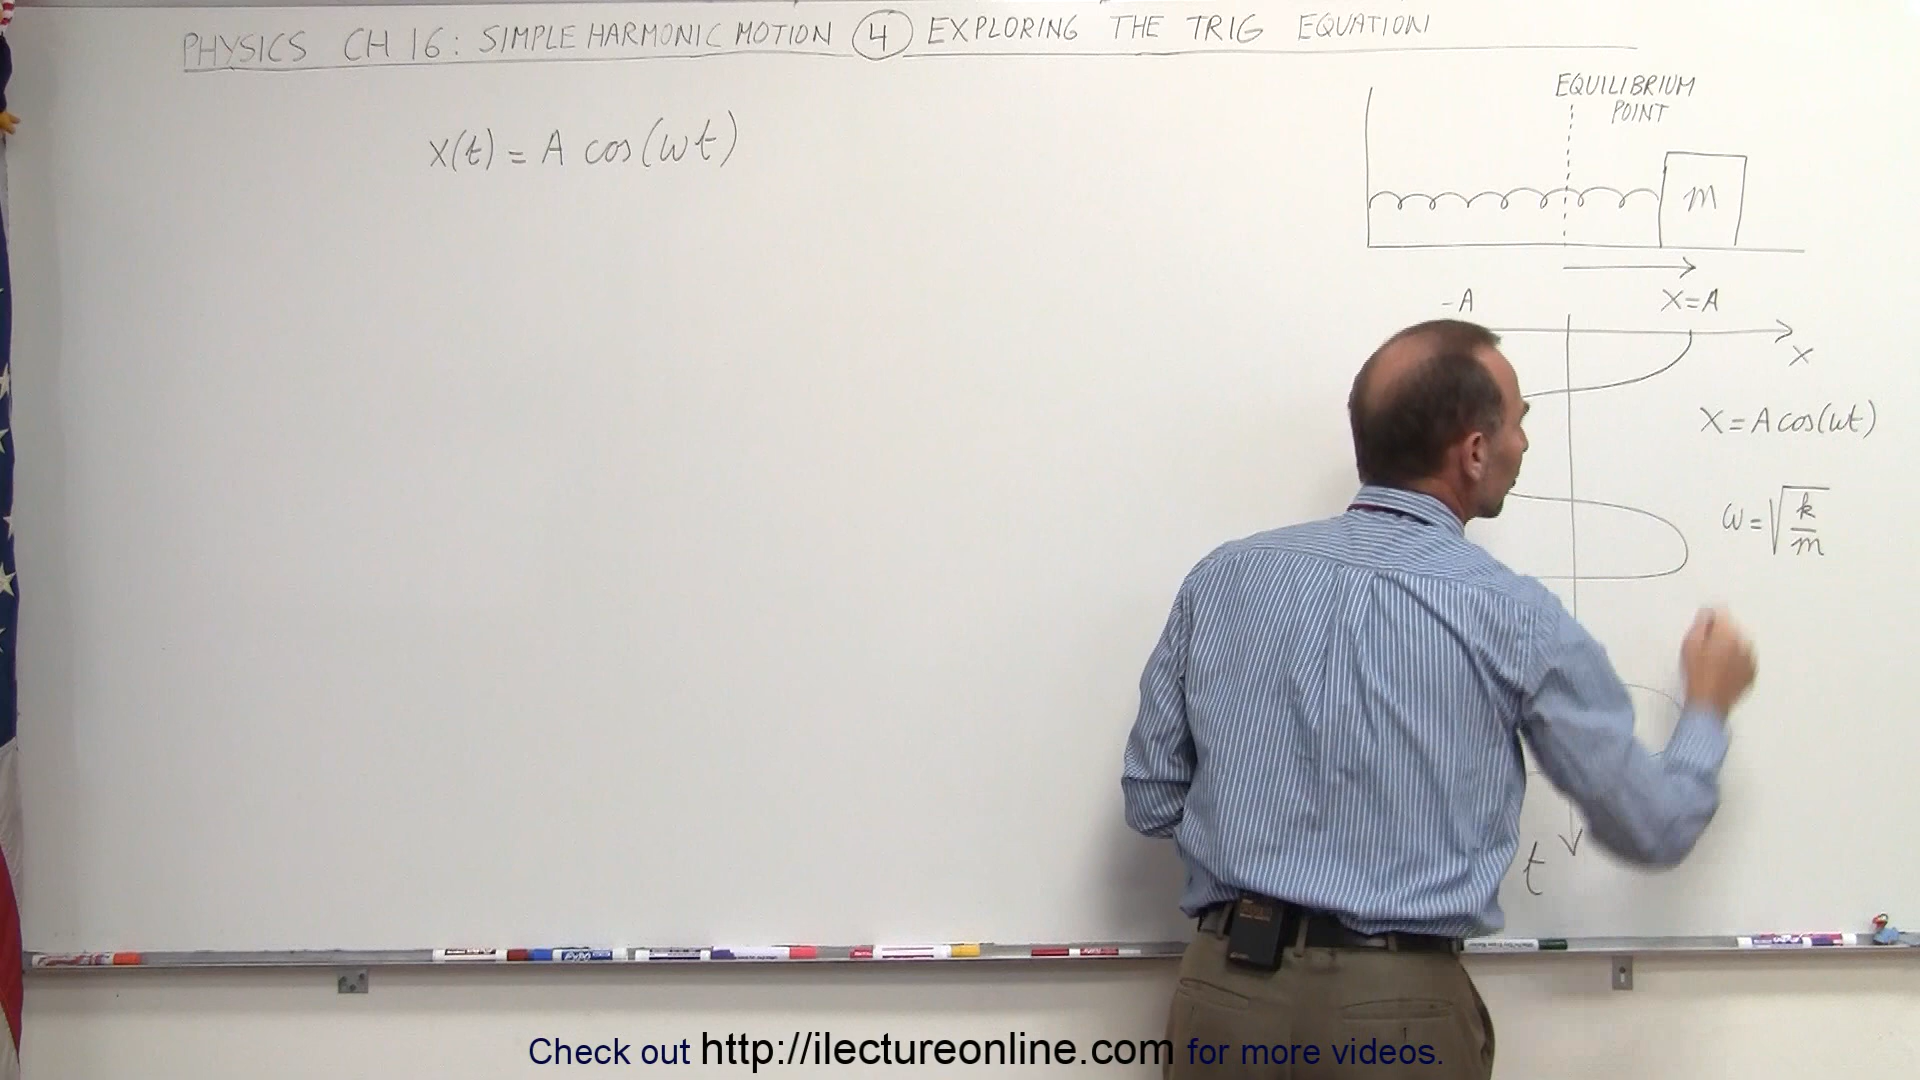 PHYSICS CH 16: SIMPLE HARMONIC MOTION 4 EXPLORING THE TRIG EQUATION
x(t) = A cos(ωt)
EQUILIBRIUM
POINT
m
-A
X=A
X
X = A cos(ωt)
ω = √(k/m)
t
EXPO
Check out http://ilectureonline.com for more videos.